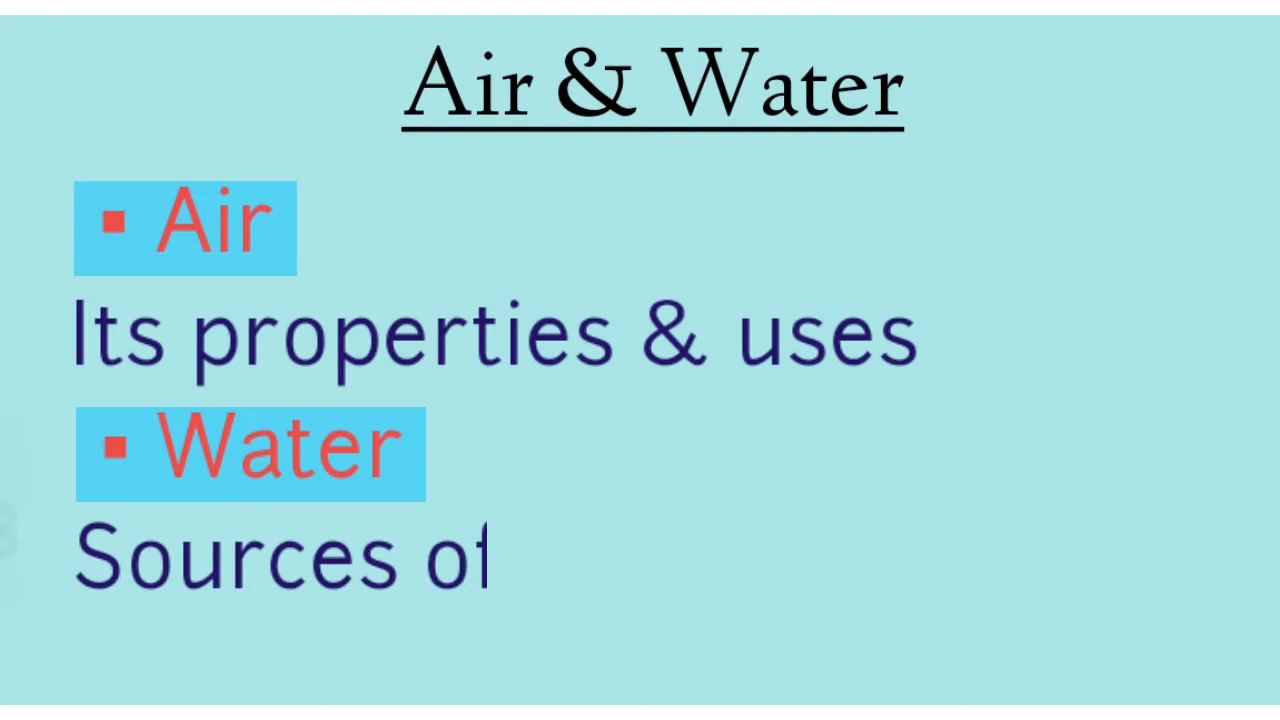 Air & Water
▪ Air
Its properties & uses
▪ Water
Sources of